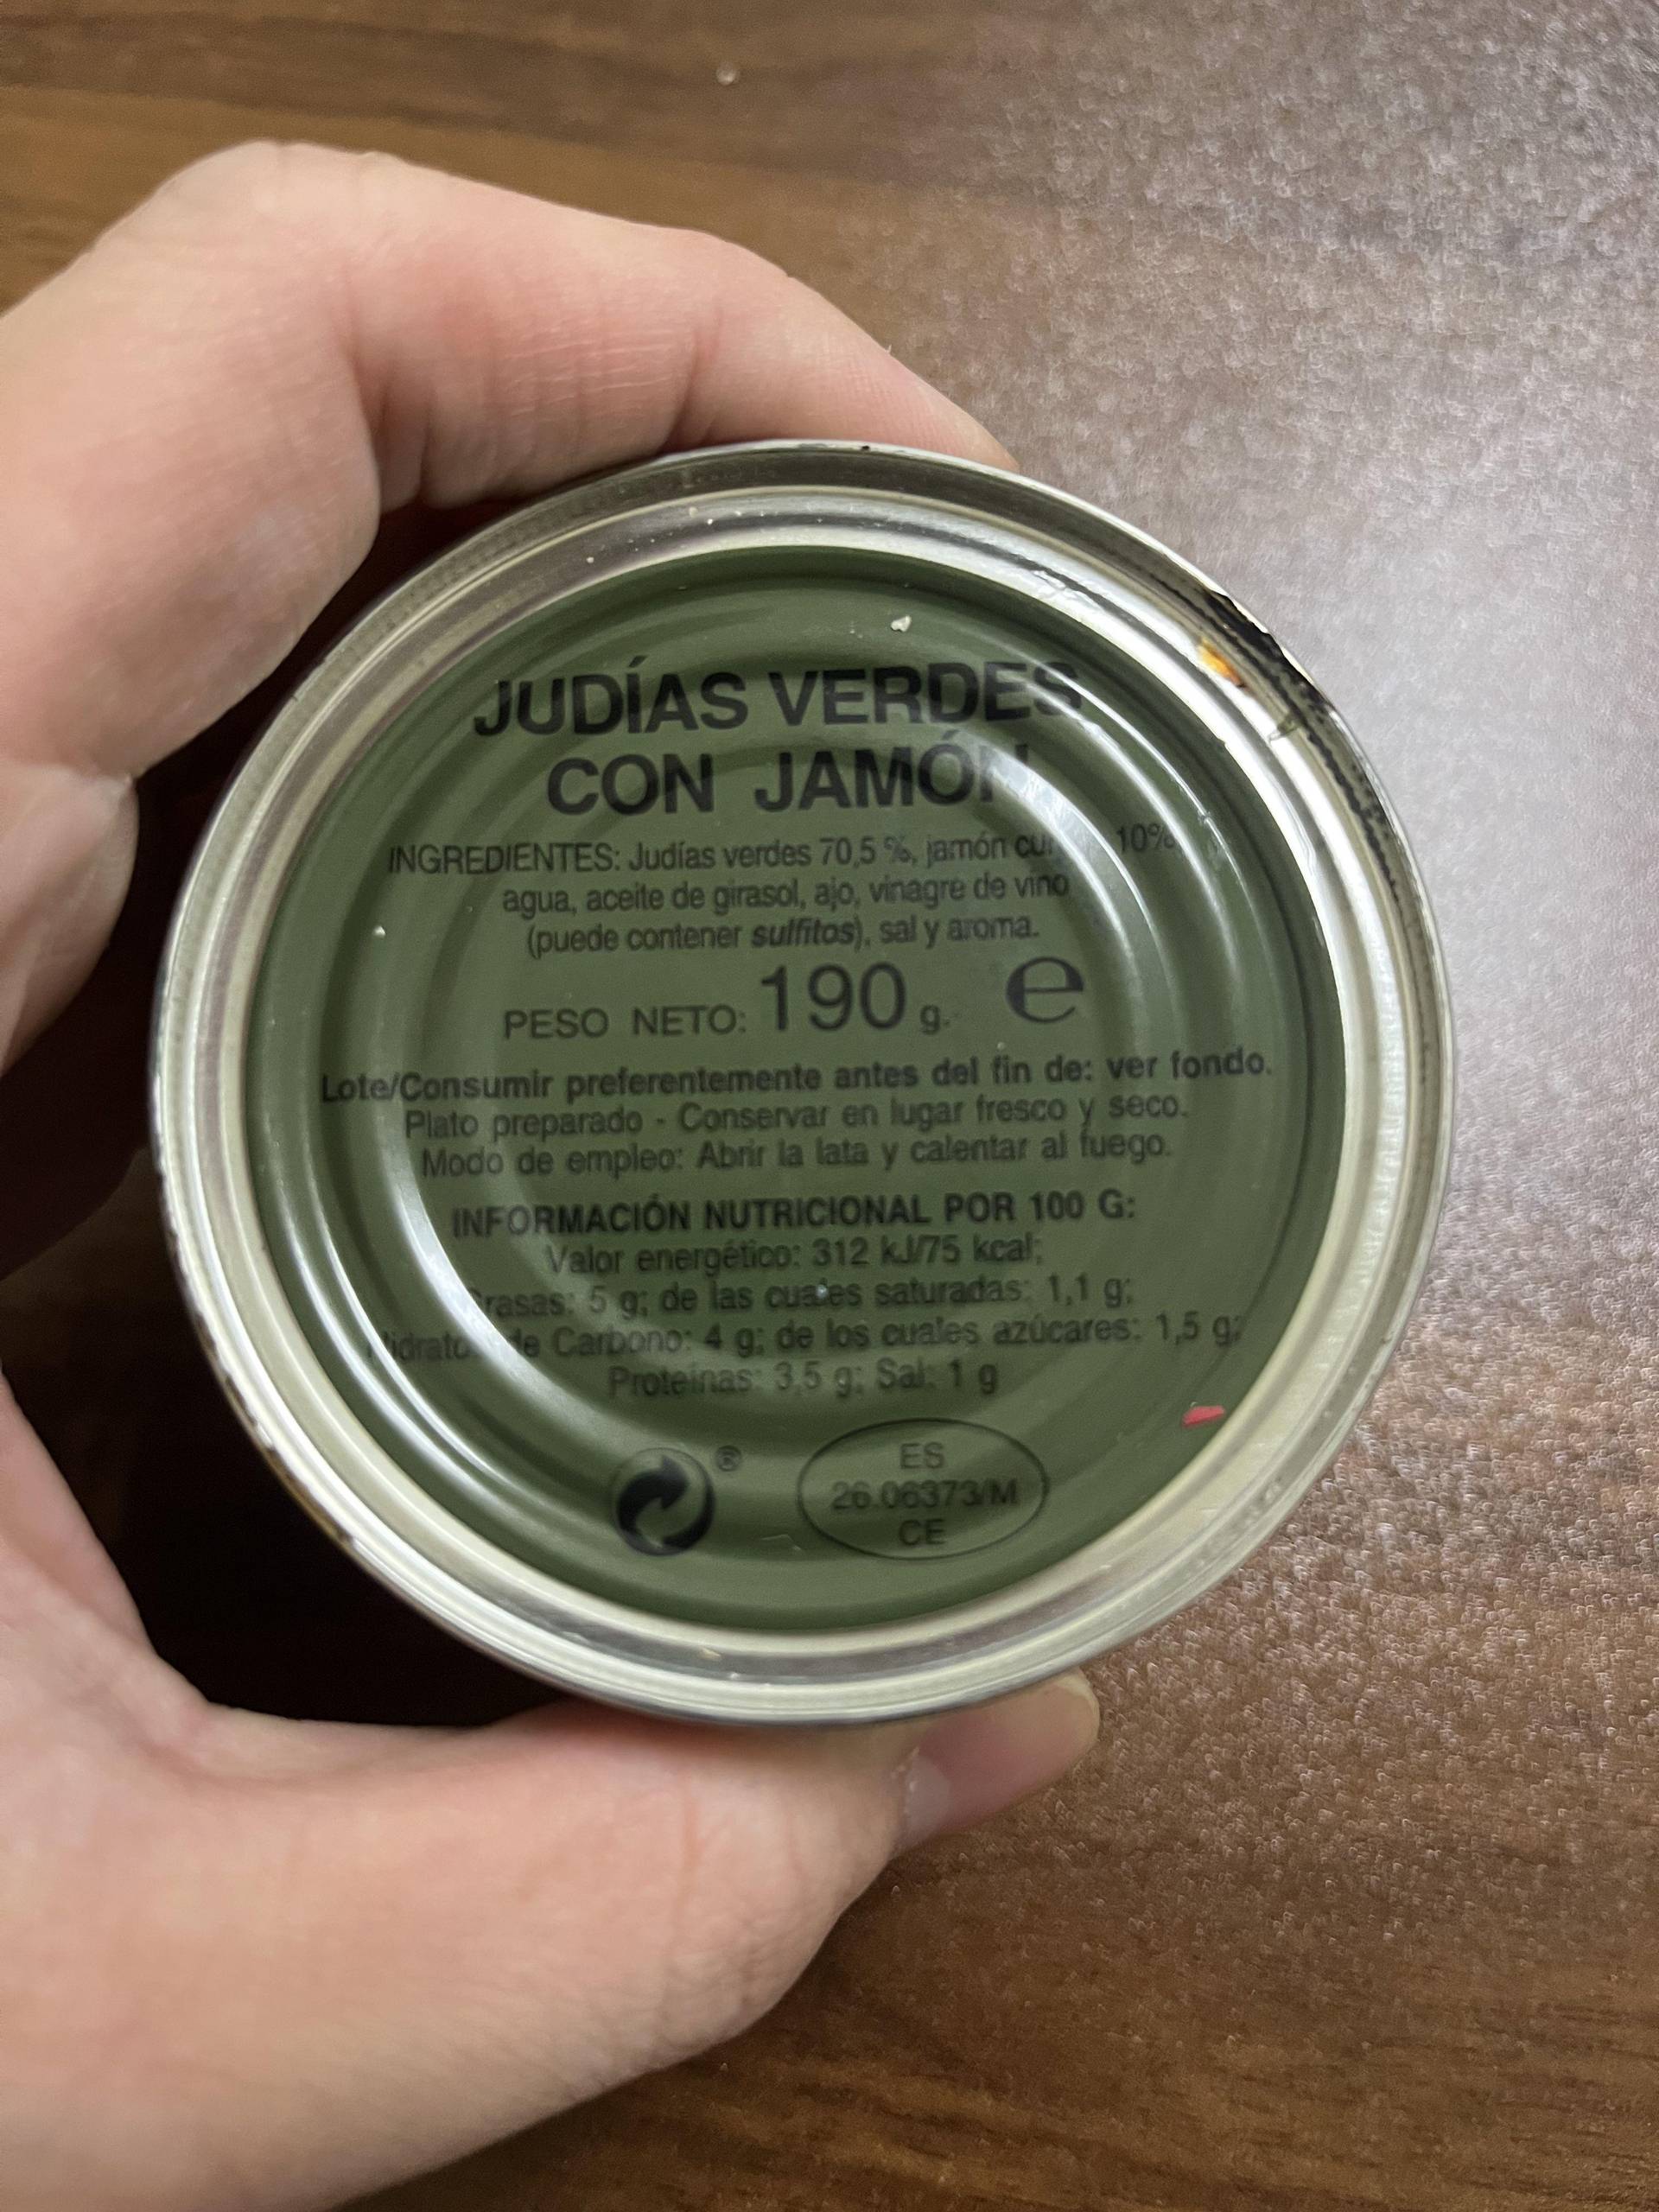 JUDÍAS VERDES
CON JAMÓN
INGREDIENTES: Judías verdes 70,5 %, jamón 10%
agua, aceite de girasol, ajo, vinagre de vino
(puede contener sulfitos), sal y aroma.
PESO NETO: 190 g. e
Lote/Consumir preferentemente antes del fin de: ver fondo.
Plato preparado - Conservar en lugar fresco y seco.
Modo de empleo: Abrir la lata y calentar al fuego.
INFORMACIÓN NUTRICIONAL POR 100 G:
Valor energético: 312 kJ/75 kcal;
Grasas: 5 g; de las cuales saturadas: 1,1 g;
Hidratos de Carbono: 4 g; de los cuales azúcares: 1,5 g;
Proteínas: 3,5 g; Sal: 1 g
®
ES
26.06373/M
CE